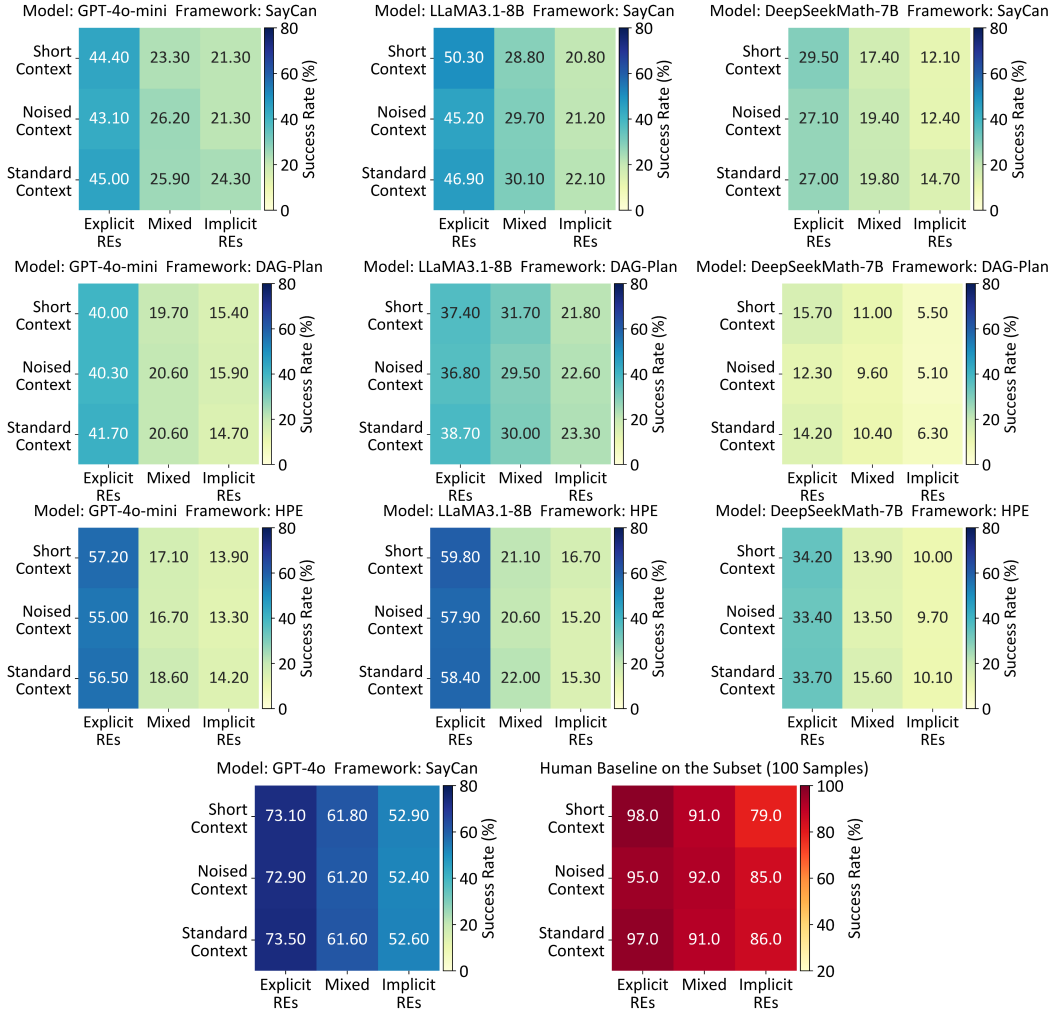 Model: GPT-4o-mini Framework: SayCan
Short Context 44.40 23.30 21.30
Noised Context 43.10 26.20 21.30
Standard Context 45.00 25.90 24.30
Explicit REs Mixed Implicit REs
80 60 40 20 0
Success Rate (%)
Model: LLaMA3.1-8B Framework: SayCan
Short Context 50.30 28.80 20.80
Noised Context 45.20 29.70 21.20
Standard Context 46.90 30.10 22.10
Explicit REs Mixed Implicit REs
80 60 40 20 0
Success Rate (%)
Model: DeepSeekMath-7B Framework: SayCan
Short Context 29.50 17.40 12.10
Noised Context 27.10 19.40 12.40
Standard Context 27.00 19.80 14.70
Explicit REs Mixed Implicit REs
80 60 40 20 0
Success Rate (%)
Model: GPT-4o-mini Framework: DAG-Plan
Short Context 40.00 19.70 15.40
Noised Context 40.30 20.60 15.90
Standard Context 41.70 20.60 14.70
Explicit REs Mixed Implicit REs
80 60 40 20 0
Success Rate (%)
Model: LLaMA3.1-8B Framework: DAG-Plan
Short Context 37.40 31.70 21.80
Noised Context 36.80 29.50 22.60
Standard Context 38.70 30.00 23.30
Explicit REs Mixed Implicit REs
80 60 40 20 0
Success Rate (%)
Model: DeepSeekMath-7B Framework: DAG-Plan
Short Context 15.70 11.00 5.50
Noised Context 12.30 9.60 5.10
Standard Context 14.20 10.40 6.30
Explicit REs Mixed Implicit REs
80 60 40 20 0
Success Rate (%)
Model: GPT-4o-mini Framework: HPE
Short Context 57.20 17.10 13.90
Noised Context 55.00 16.70 13.30
Standard Context 56.50 18.60 14.20
Explicit REs Mixed Implicit REs
80 60 40 20 0
Success Rate (%)
Model: LLaMA3.1-8B Framework: HPE
Short Context 59.80 21.10 16.70
Noised Context 57.90 20.60 15.20
Standard Context 58.40 22.00 15.30
Explicit REs Mixed Implicit REs
80 60 40 20 0
Success Rate (%)
Model: DeepSeekMath-7B Framework: HPE
Short Context 34.20 13.90 10.00
Noised Context 33.40 13.50 9.70
Standard Context 33.70 15.60 10.10
Explicit REs Mixed Implicit REs
80 60 40 20 0
Success Rate (%)
Model: GPT-4o Framework: SayCan
Short Context 73.10 61.80 52.90
Noised Context 72.90 61.20 52.40
Standard Context 73.50 61.60 52.60
Explicit REs Mixed Implicit REs
80 60 40 20 0
Success Rate (%)
Human Baseline on the Subset (100 Samples)
Short Context 98.0 91.0 79.0
Noised Context 95.0 92.0 85.0
Standard Context 97.0 91.0 86.0
Explicit REs Mixed Implicit REs
100 80 60 40 20
Success Rate (%)